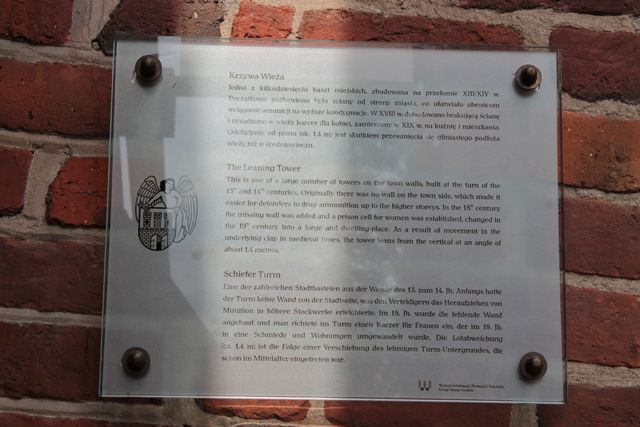 Krzywa Wieża
Jedna z kilkudziesięciu baszt miejskich, zbudowana na przełomie XIII/XIV w.
Początkowo pozbawiona była ściany od strony miasta, co ułatwiało obrońcom
wciąganie amunicji na wyższe kondygnacje. W XVIII w. dobudowano brakującą ścianę
i urządzono w wieży karcer dla kobiet, zamieniony w XIX w. na kuźnię i mieszkania.
Odchylenie od pionu (ok. 1,4 m) jest skutkiem przesunięcia się gliniastego podłoża
wieży już w średniowieczu.
The Leaning Tower
This is one of a large number of towers on the town walls, built at the turn of the
13th and 14th centuries. Originally there was no wall on the town side, which made it
easier for defenders to drag ammunition up to the higher storeys. In the 18th century
the missing wall was added and a prison cell for women was established, changed in
the 19th century into a forge and dwelling-place. As a result of movement in the
underlying clay in medieval times, the tower leans from the vertical at an angle of
about 1.4 metres.
Schiefer Turm
Eine der zahlreichen Stadtbasteien aus der Wende des 13. zum 14. Jh. Anfangs hatte
der Turm keine Wand von der Stadtseite, was den Verteidigern das Heraufziehen von
Munition in höhere Stockwerke erleichterte. Im 18. Jh. wurde die fehlende Wand
angebaut und man richtete im Turm einen Karzer für Frauen ein, der im 19. Jh.
in eine Schmiede und Wohnungen umgewandelt wurde. Die Lotabweichung
(ca. 1,4 m) ist die Folge einer Verschiebung des lehmigen Turm-Untergrundes, die
schon im Mittelalter eingetreten war.